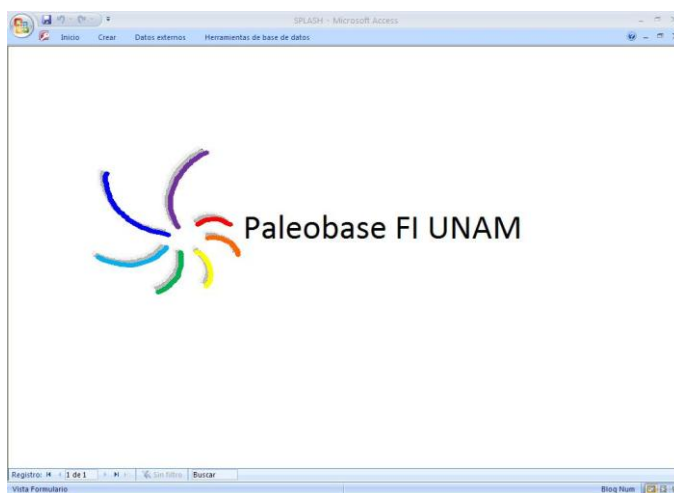 SPLASH - Microsoft Access
Inicio Crear Datos externos Herramientas de base de datos
Paleobase FI UNAM
Registro: 1 de 1 Sin filtro Buscar
Vista Formulario Bloq Num